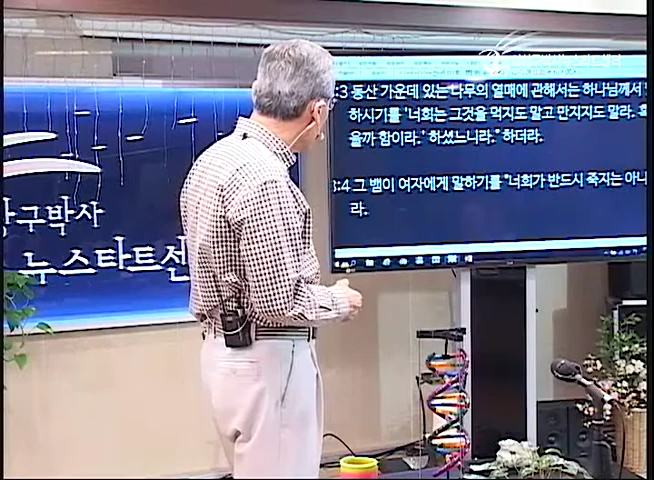 :3 동산 가운데 있는 나무의 열매에 관해서는 하나님께서
하시기를 '너희는 그것을 먹지도 말고 만지지도 말라.
을까 함이라.' 하셨느니라." 하더라.
3:4 그 뱀이 여자에게 말하기를 "너희가 반드시 죽지는 아니
라.
구박사
뉴스타트센